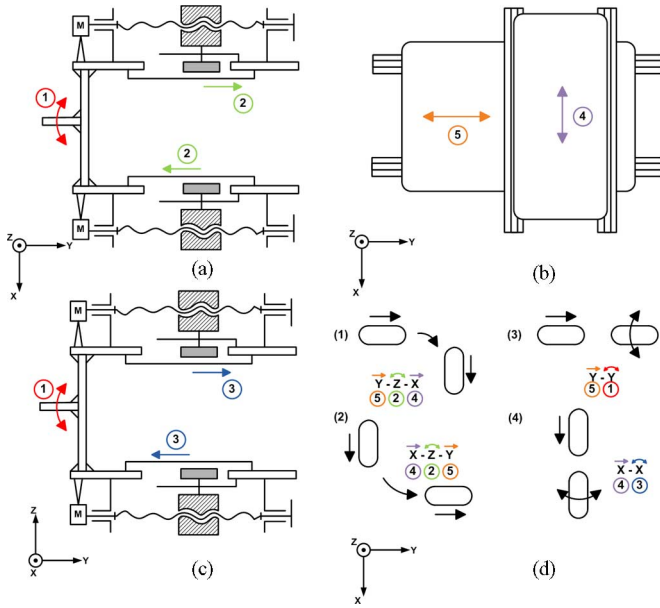 M
1
2
2
M
Z
Y
X
(a)
5
4
Z
Y
X
(b)
M
1
3
3
M
Z
Y
X
(c)
(1)
Y - Z - X
5 2 4
(2)
X - Z - Y
4 2 5
(3)
Y - Y
5 1
(4)
X - X
4 3
Z
Y
X
(d)